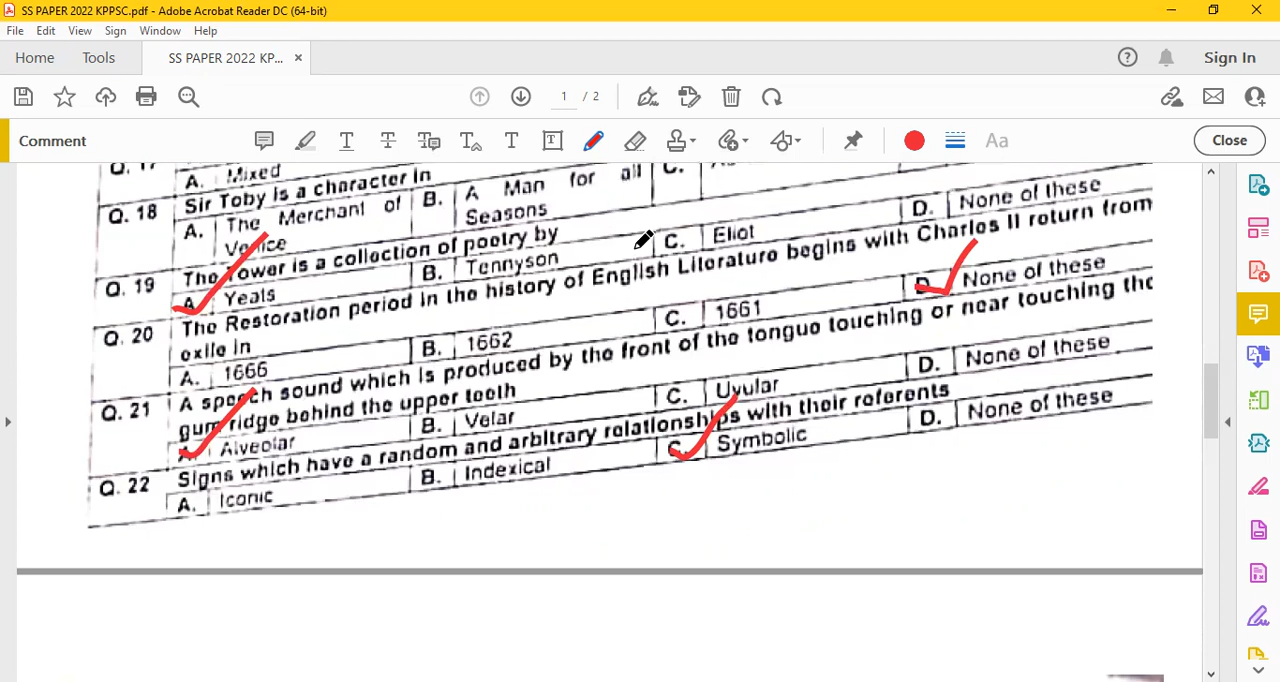 SS PAPER 2022 KPPSC.pdf - Adobe Acrobat Reader DC (64-bit)
File Edit View Sign Window Help
Home Tools SS PAPER 2022 KP... × Sign In
1 / 2
Comment Aa Close
Q. 17
A. Mixed C.
Q. 18 Sir Toby is a character in
A. The Merchant of Venice B. A Man for all Seasons D. None of these
Q. 19 The Tower is a collection of poetry by
A. Yeats B. Tennyson C. Eliot D. None of these
Q. 20 The Restoration period in the history of English Literature begins with Charles II return from
exile in
A. 1666 B. 1662 C. 1661 D. None of these
Q. 21 A speech sound which is produced by the front of the tongue touching or near touching the
gum ridge behind the upper teeth
A. Alveolar B. Velar C. Uvular D. None of these
Q. 22 Signs which have a random and arbitrary relationships with their referents
A. Iconic B. Indexical C. Symbolic D. None of these